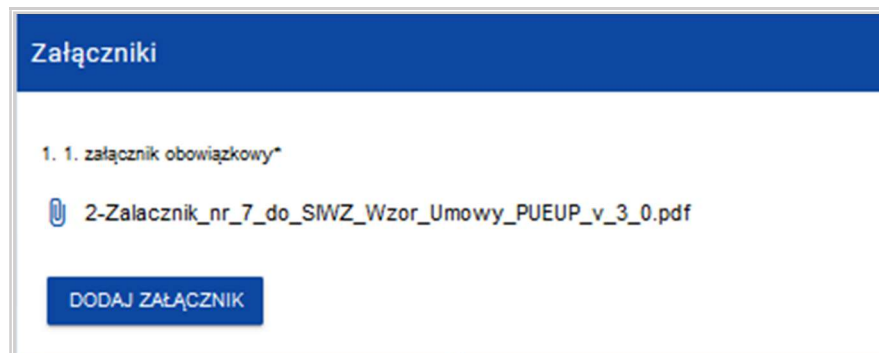 Załączniki
1. 1. załącznik obowiązkowy*
2-Zalacznik_nr_7_do_SIWZ_Wzor_Umowy_PUEUP_v_3_0.pdf
DODAJ ZAŁĄCZNIK